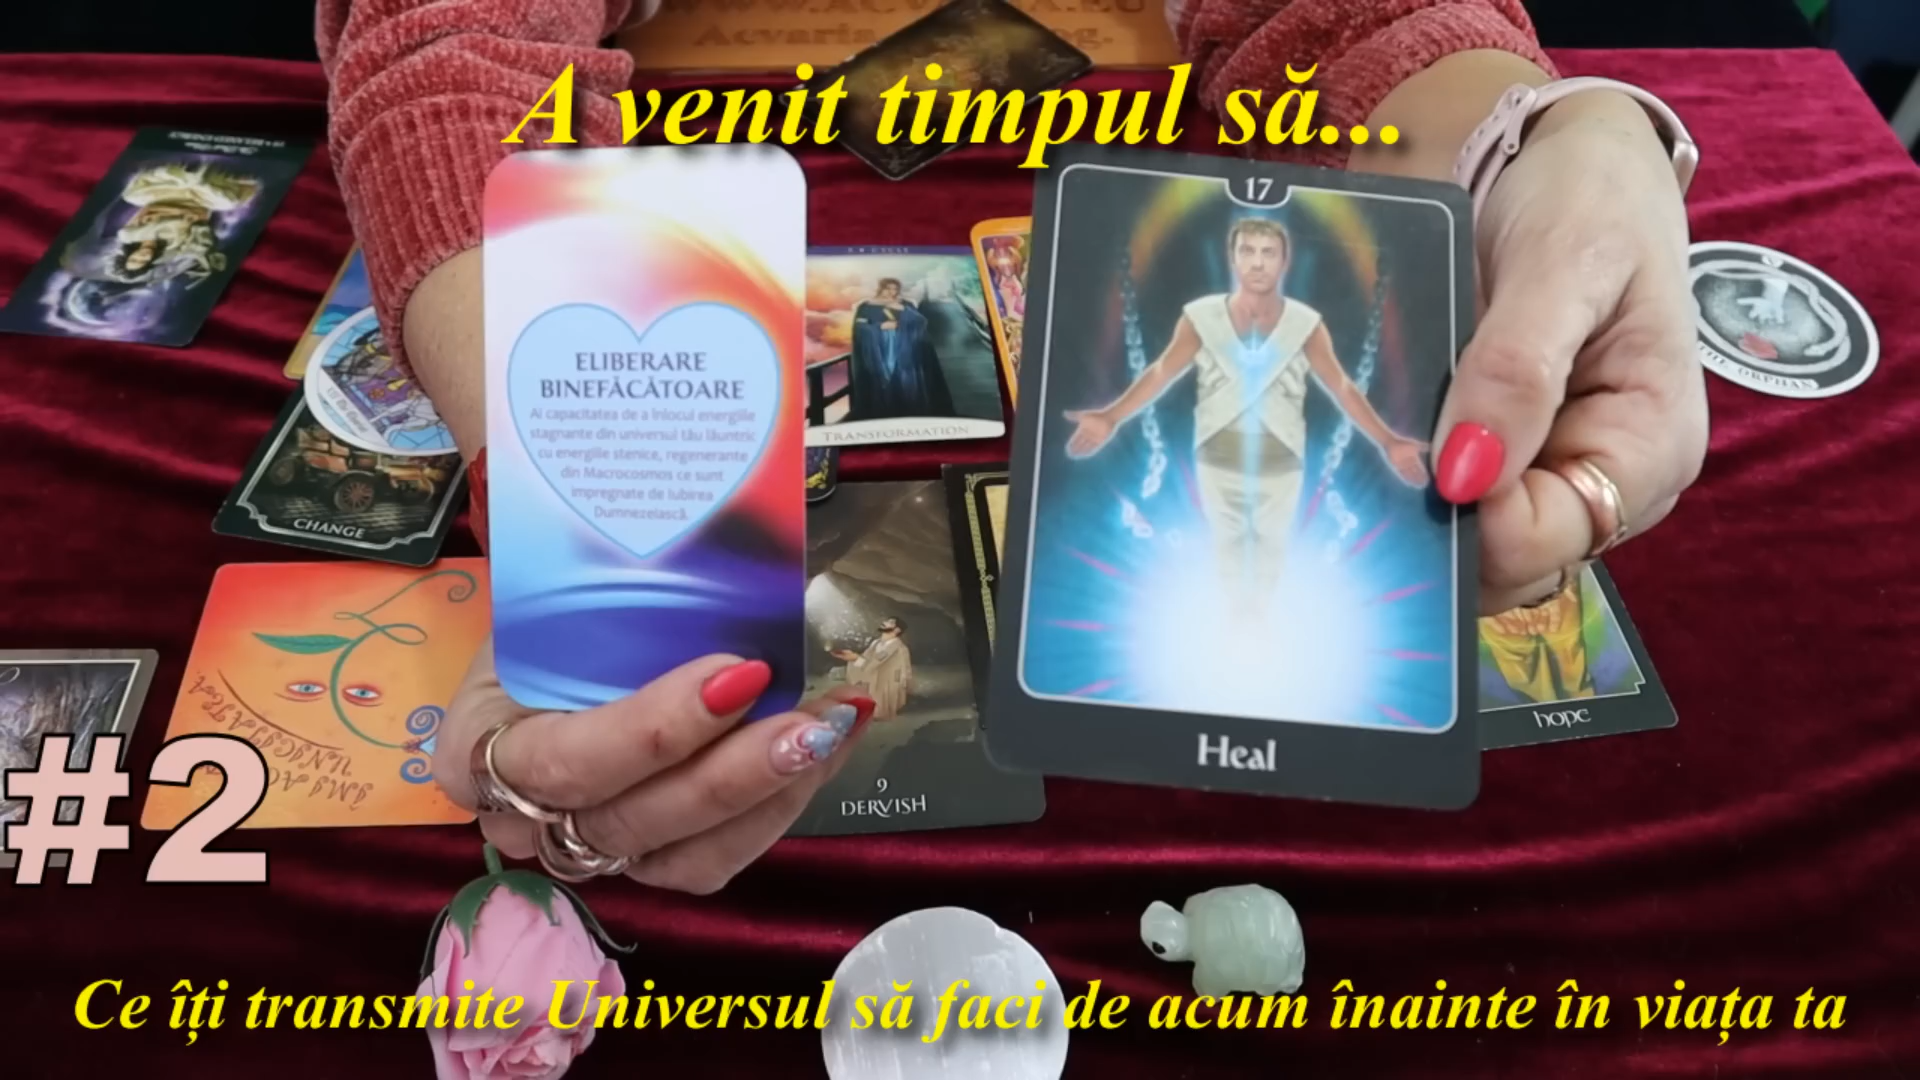 A venit timpul să...
17
ELIBERARE
BINEFĂCĂTOARE
Ai capacitatea de a înlocui energiile
stagnante din universul tău lăuntric
cu energiile stenice, regenerante
din Macrocosmos ce sunt
impregnate de Iubirea
Dumnezeiască.
TRANSFORMATION
THE ORPHAN
CHANGE
Heal
hope
9
DERVISH
#2
Ce îți transmite Universul să faci de acum înainte în viața ta